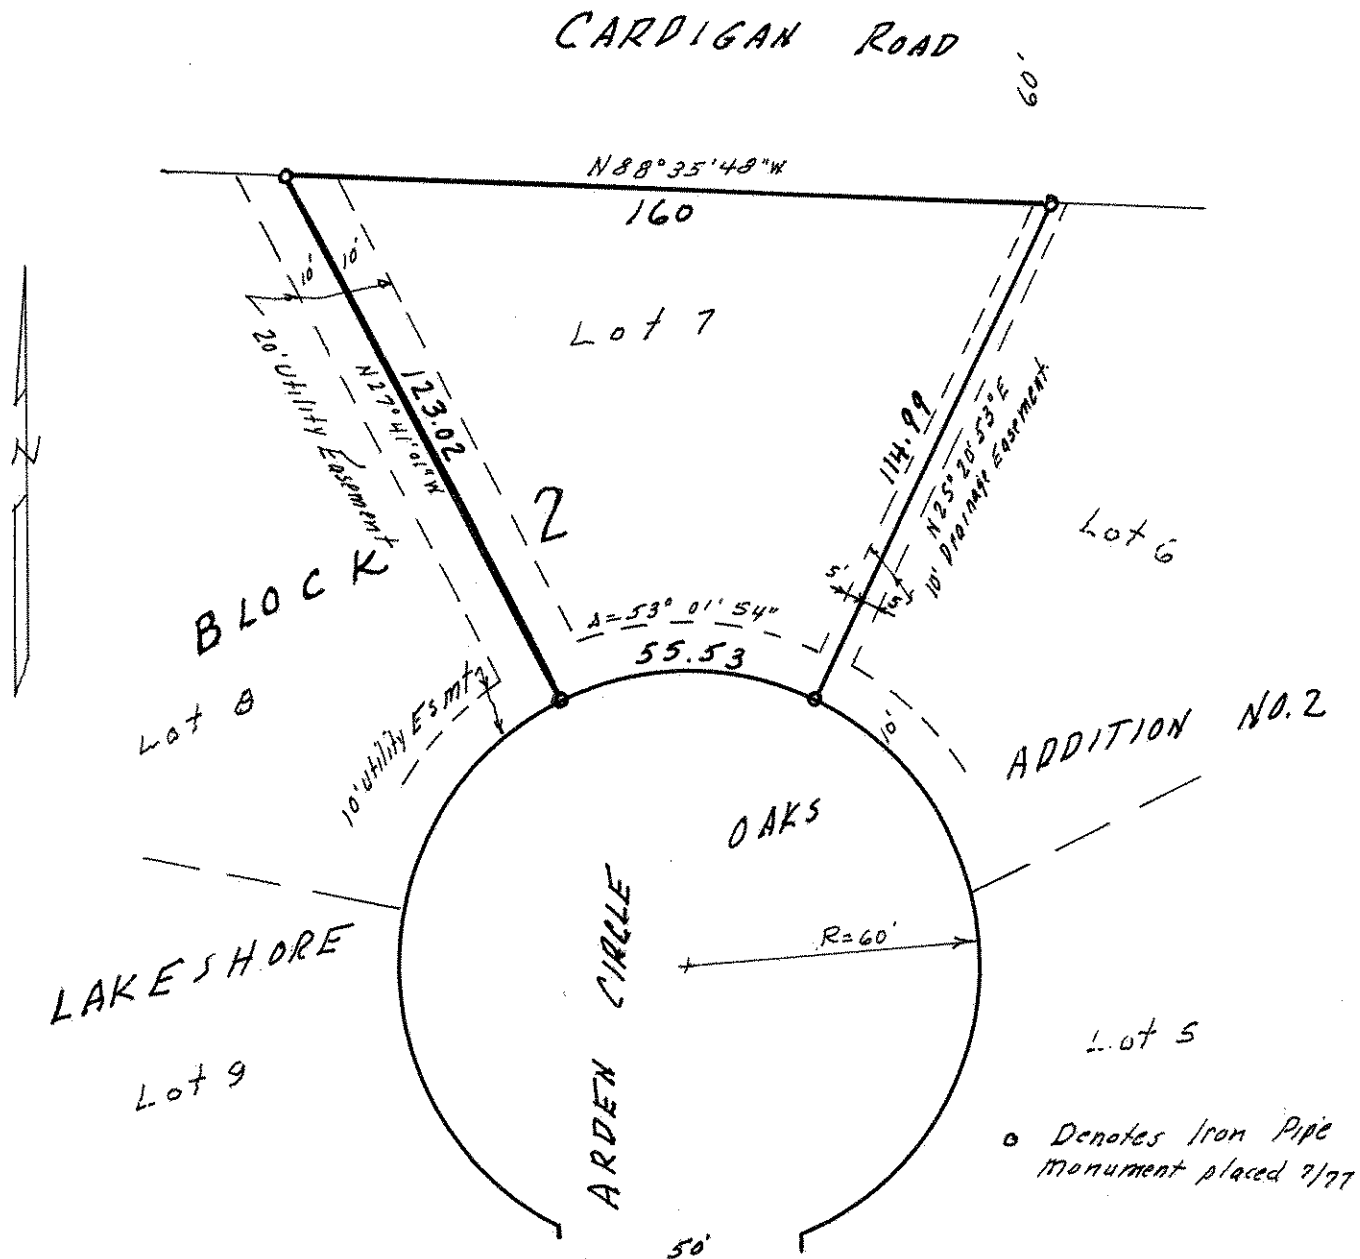 CARDIGAN ROAD
60'
N88°35'48"W
160
10' 10'
Lot 7
20' Utility Easement
N27°41'01"W
123.02
114.99
N25°20'53"E
10' Drainage Easement
2
Lot 6
BLOCK
5'
5'
Δ=53° 01' 54"
55.53
Lot 8
10' Utility Esmt
10'
ADDITION NO. 2
OAKS
LAKESHORE
ARDEN CIRCLE
R=60'
Lot 9
Lot 5
o Denotes Iron Pipe
monument placed 7/77
50'
N